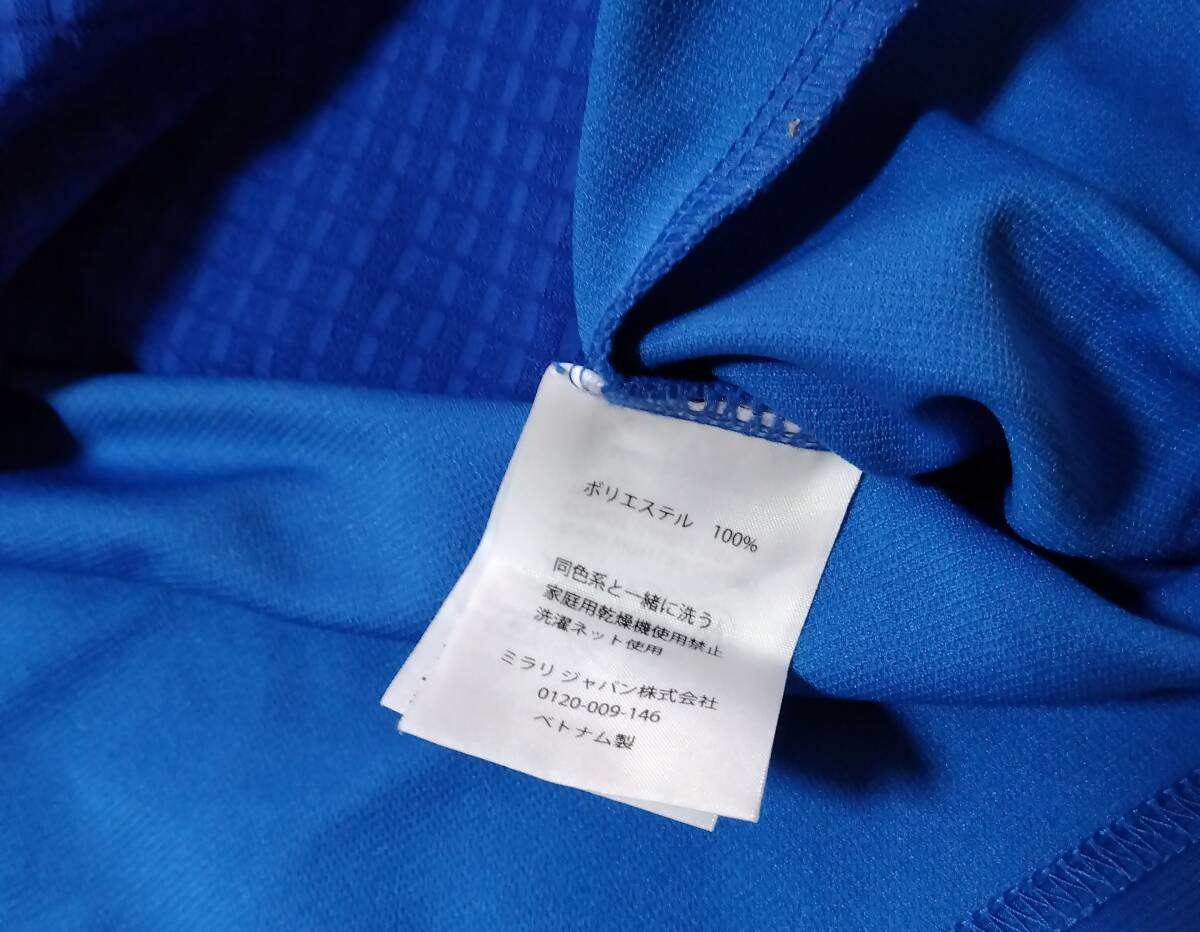 ポリエステル 100%
同色系と一緒に洗う
家庭用乾燥機使用禁止
洗濯ネット使用
ミラリ ジャパン株式会社
0120-009-146
ベトナム製